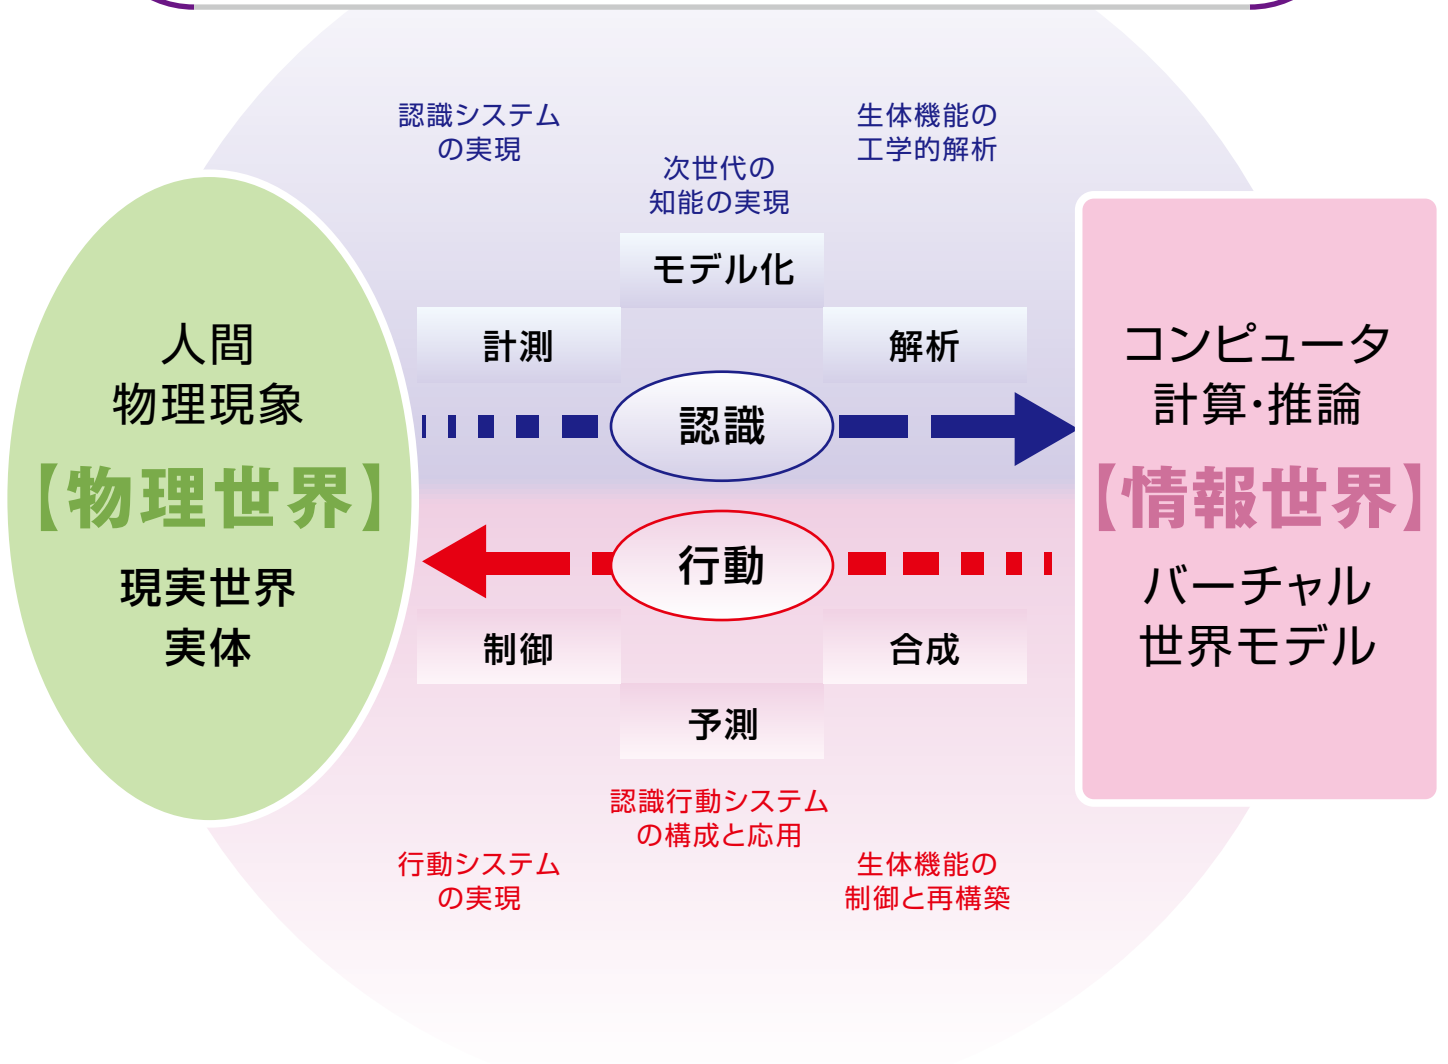 認識システム
の実現
次世代の
知能の実現
生体機能の
工学的解析
モデル化
計測
解析
認識
人間
物理現象
【物理世界】
現実世界
実体
コンピュータ
計算・推論
【情報世界】
バーチャル
世界モデル
行動
制御
合成
予測
認識行動システム
の構成と応用
行動システム
の実現
生体機能の
制御と再構築